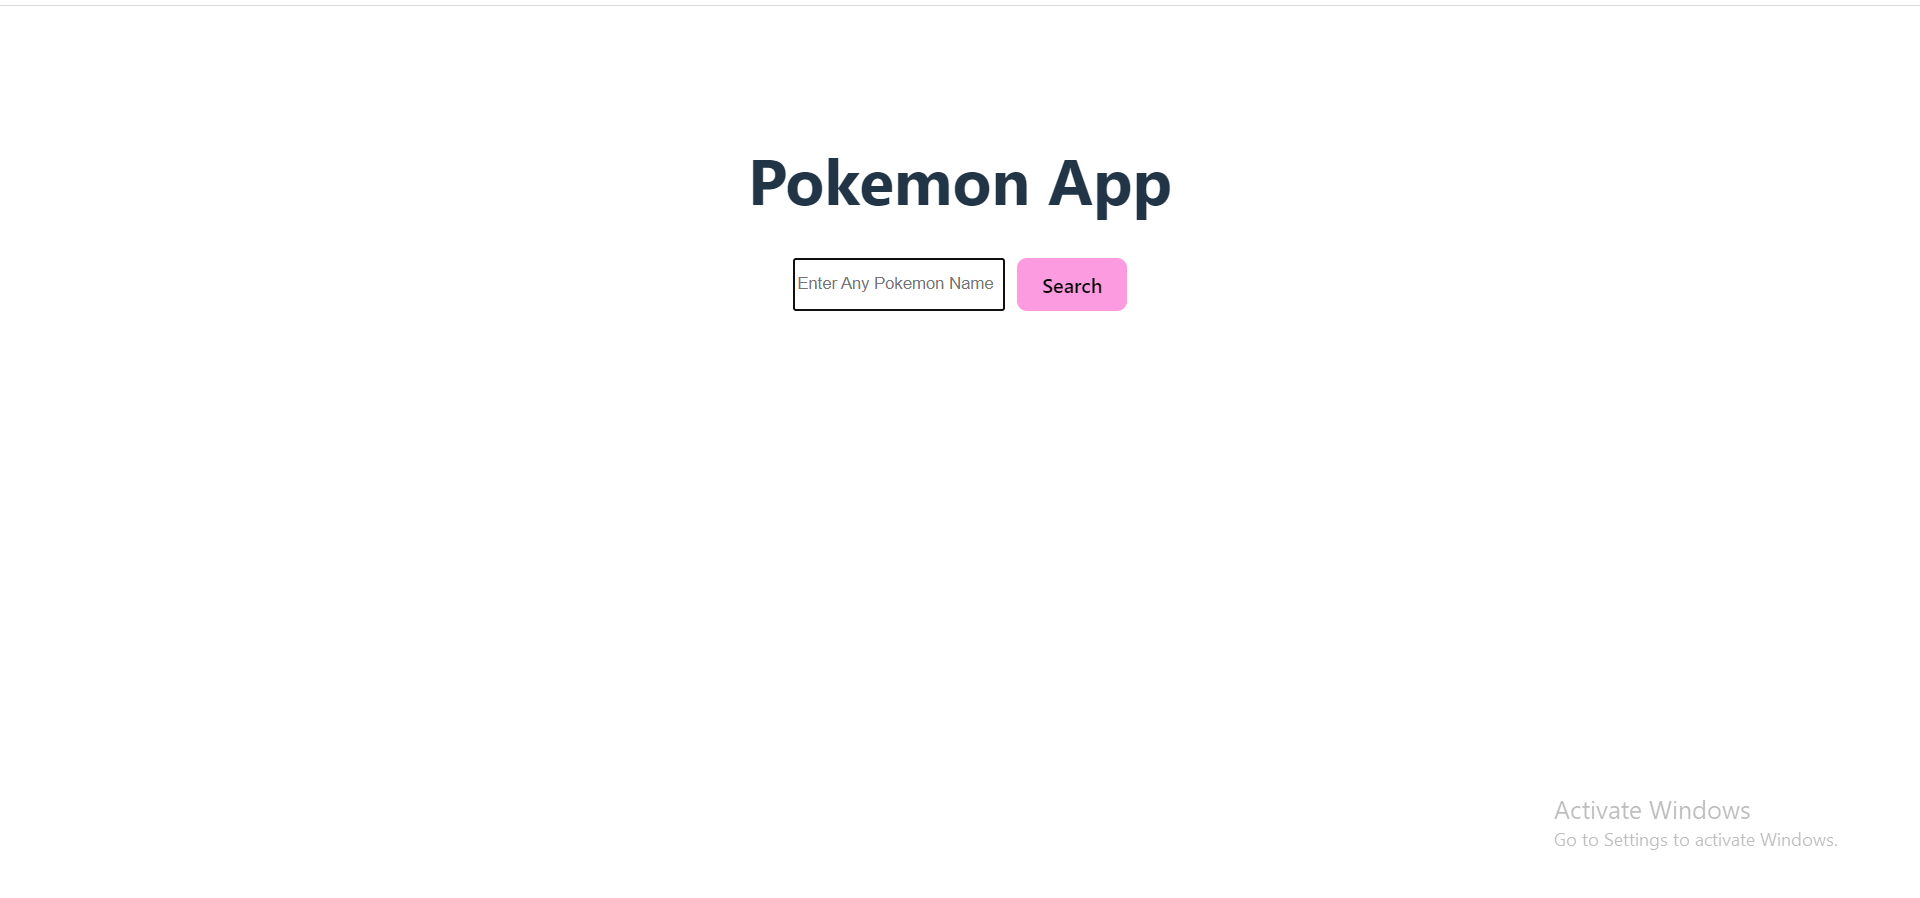 Pokemon App
Enter Any Pokemon Name
Search
Activate Windows
Go to Settings to activate Windows.